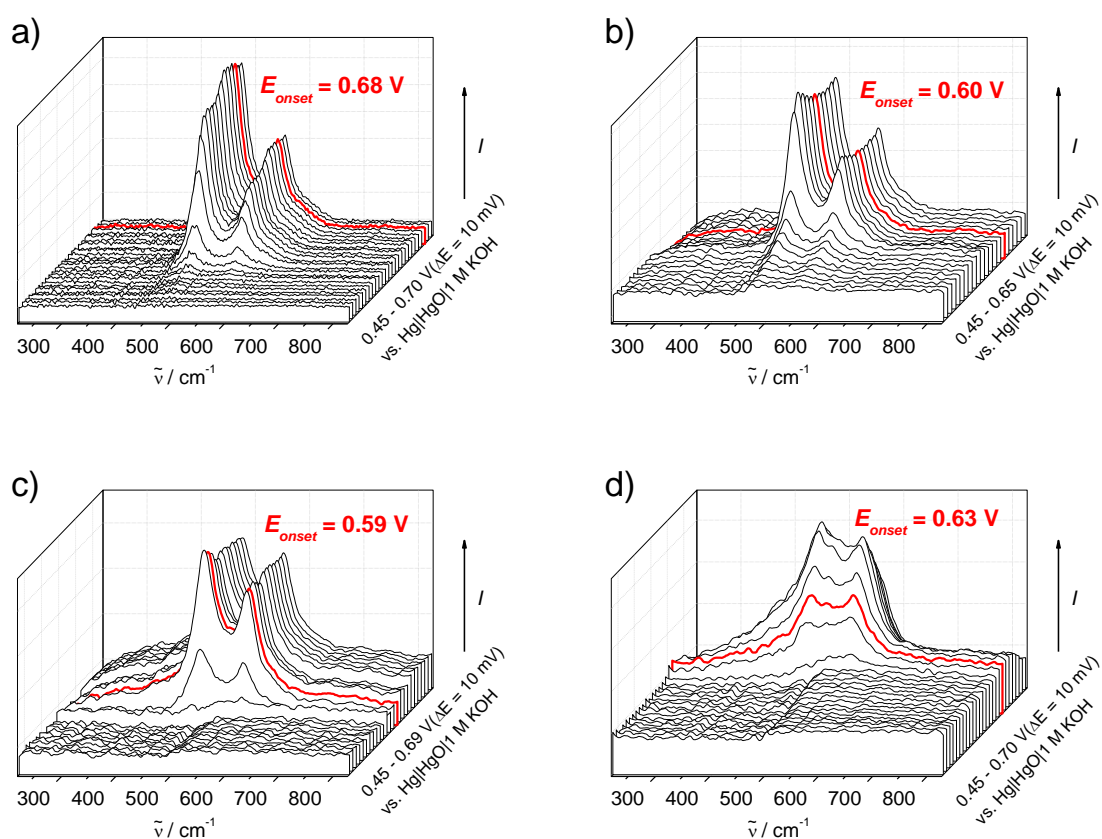 a)
E_onset = 0.68 V
I
0.45 - 0.70 V(ΔE = 10 mV)
vs. Hg|HgO|1 M KOH
300 400 500 600 700 800
ṽ / cm⁻¹
b)
E_onset = 0.60 V
I
0.45 - 0.65 V(ΔE = 10 mV)
vs. Hg|HgO|1 M KOH
300 400 500 600 700 800
ṽ / cm⁻¹
c)
E_onset = 0.59 V
I
0.45 - 0.69 V(ΔE = 10 mV)
vs. Hg|HgO|1 M KOH
300 400 500 600 700 800
ṽ / cm⁻¹
d)
E_onset = 0.63 V
I
0.45 - 0.70 V(ΔE = 10 mV)
vs. Hg|HgO|1 M KOH
300 400 500 600 700 800
ṽ / cm⁻¹